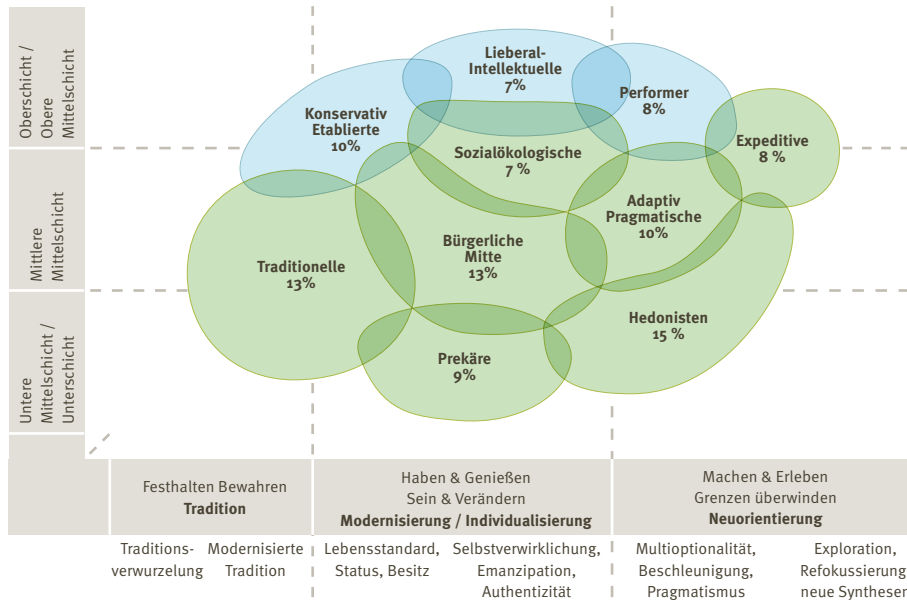 Oberschicht /
Obere
Mittelschicht
Mittlere
Mittelschicht
Untere
Mittelschicht /
Unterschicht
Lieberal-
Intellektuelle
7%
Performer
8%
Konservativ
Etablierte
10%
Expeditive
8 %
Sozialökologische
7 %
Adaptiv
Pragmatische
10%
Bürgerliche
Mitte
13%
Traditionelle
13%
Hedonisten
15 %
Prekäre
9%
Festhalten Bewahren
Tradition
Haben & Genießen
Sein & Verändern
Modernisierung / Individualisierung
Machen & Erleben
Grenzen überwinden
Neuorientierung
Traditions-
verwurzelung
Modernisierte
Tradition
Lebensstandard,
Status, Besitz
Selbstverwirklichung,
Emanzipation,
Authentizität
Multioptionalität,
Beschleunigung,
Pragmatismus
Exploration,
Refokussierung
neue Synthesen